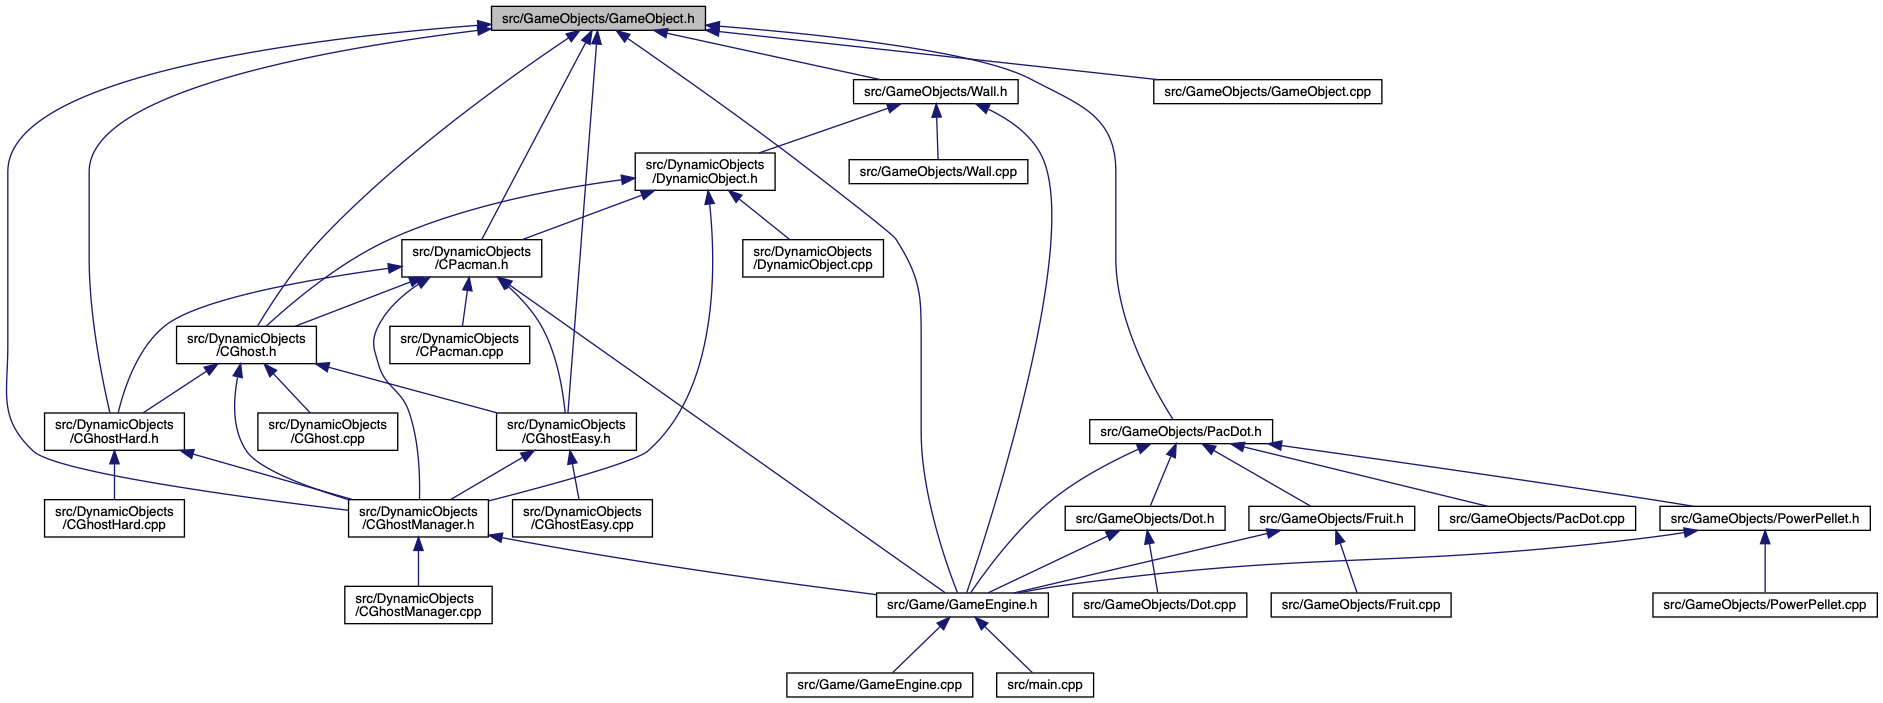 src/GameObjects/GameObject.h
src/GameObjects/Wall.h
src/GameObjects/GameObject.cpp
src/DynamicObjects
/DynamicObject.h
src/GameObjects/Wall.cpp
src/DynamicObjects
/CPacman.h
src/DynamicObjects
/DynamicObject.cpp
src/DynamicObjects
/CGhost.h
src/DynamicObjects
/CPacman.cpp
src/DynamicObjects
/CGhostHard.h
src/DynamicObjects
/CGhost.cpp
src/DynamicObjects
/CGhostEasy.h
src/GameObjects/PacDot.h
src/DynamicObjects
/CGhostHard.cpp
src/DynamicObjects
/CGhostManager.h
src/DynamicObjects
/CGhostEasy.cpp
src/GameObjects/Dot.h
src/GameObjects/Fruit.h
src/GameObjects/PacDot.cpp
src/GameObjects/PowerPellet.h
src/DynamicObjects
/CGhostManager.cpp
src/Game/GameEngine.h
src/GameObjects/Dot.cpp
src/GameObjects/Fruit.cpp
src/GameObjects/PowerPellet.cpp
src/Game/GameEngine.cpp
src/main.cpp